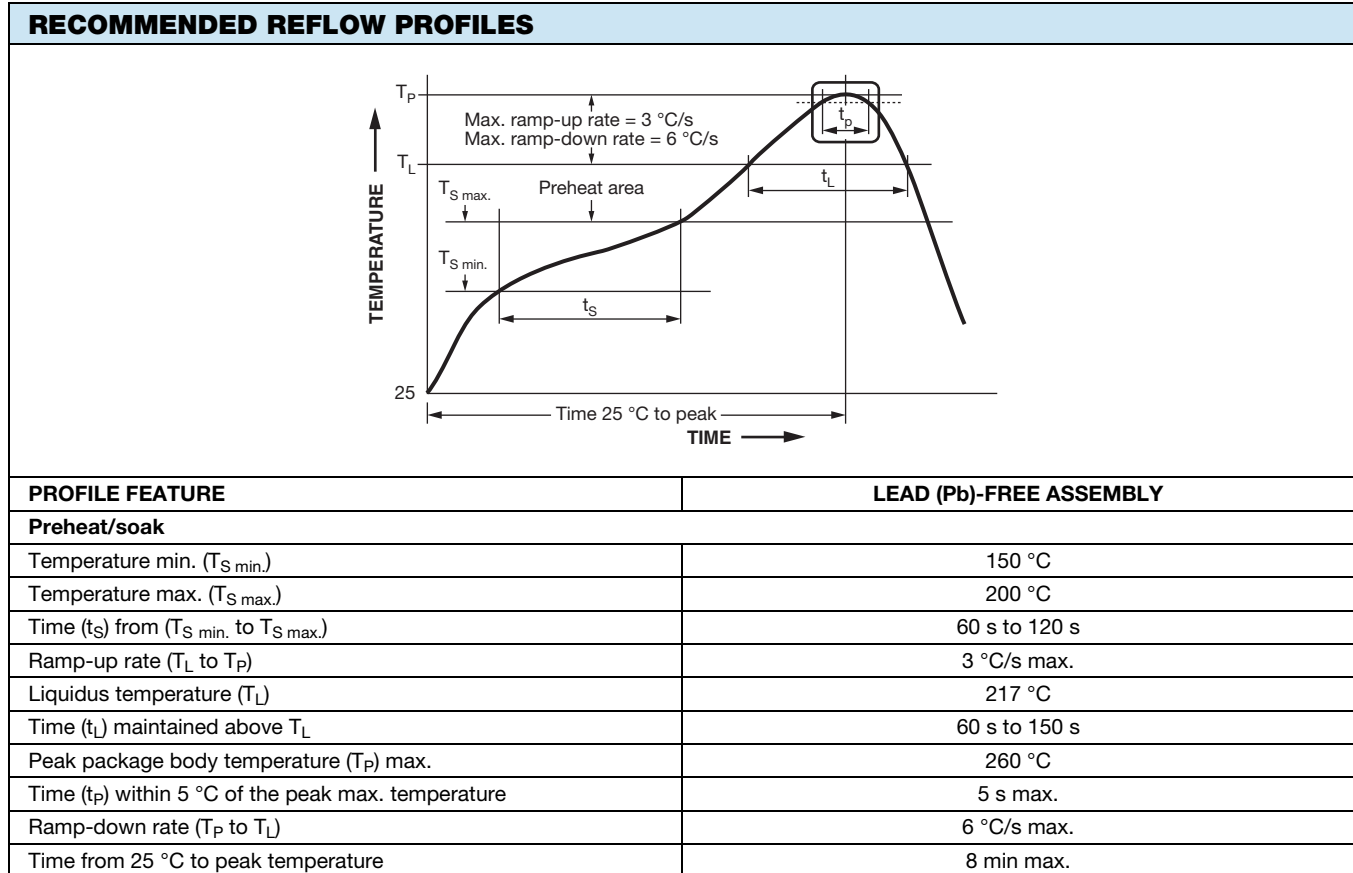 RECOMMENDED REFLOW PROFILES
TP
Max. ramp-up rate = 3 °C/s
Max. ramp-down rate = 6 °C/s
tp
TL
tL
TS max.
Preheat area
TS min.
tS
TEMPERATURE
25
Time 25 °C to peak
TIME
PROFILE FEATURE LEAD (Pb)-FREE ASSEMBLY
Preheat/soak
Temperature min. (TS min.) 150 °C
Temperature max. (TS max.) 200 °C
Time (tS) from (TS min. to TS max.) 60 s to 120 s
Ramp-up rate (TL to TP) 3 °C/s max.
Liquidus temperature (TL) 217 °C
Time (tL) maintained above TL 60 s to 150 s
Peak package body temperature (TP) max. 260 °C
Time (tP) within 5 °C of the peak max. temperature 5 s max.
Ramp-down rate (TP to TL) 6 °C/s max.
Time from 25 °C to peak temperature 8 min max.